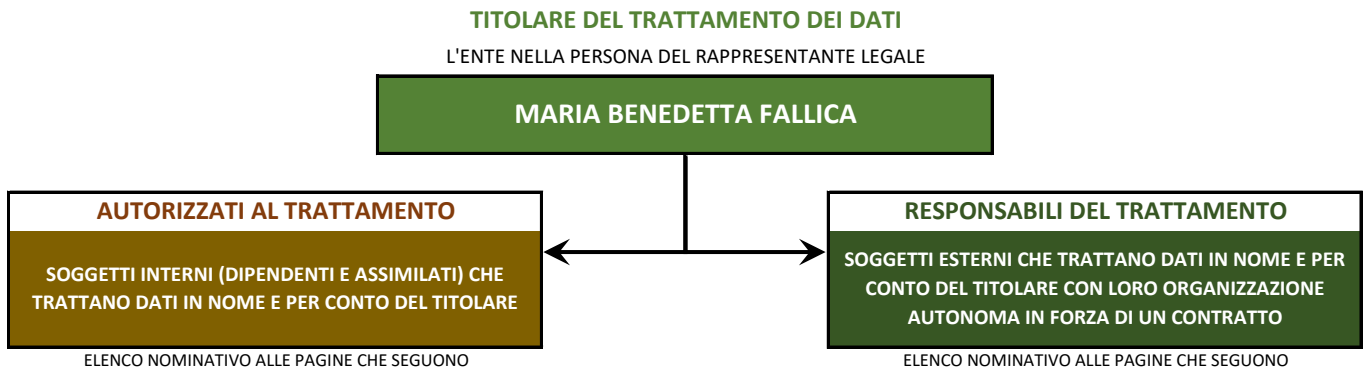 TITOLARE DEL TRATTAMENTO DEI DATI
L'ENTE NELLA PERSONA DEL RAPPRESENTANTE LEGALE
MARIA BENEDETTA FALLICA
AUTORIZZATI AL TRATTAMENTO
SOGGETTI INTERNI (DIPENDENTI E ASSIMILATI) CHE
TRATTANO DATI IN NOME E PER CONTO DEL TITOLARE
ELENCO NOMINATIVO ALLE PAGINE CHE SEGUONO
RESPONSABILI DEL TRATTAMENTO
SOGGETTI ESTERNI CHE TRATTANO DATI IN NOME E PER
CONTO DEL TITOLARE CON LORO ORGANIZZAZIONE
AUTONOMA IN FORZA DI UN CONTRATTO
ELENCO NOMINATIVO ALLE PAGINE CHE SEGUONO